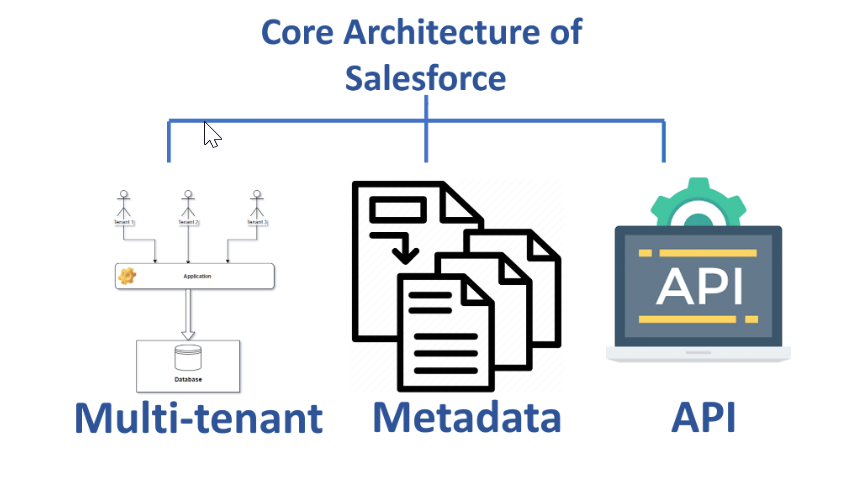 Core Architecture of
Salesforce
Tenant 1
Tenant 2
Tenant 3
Application
Database
API
Multi-tenant
Metadata
API